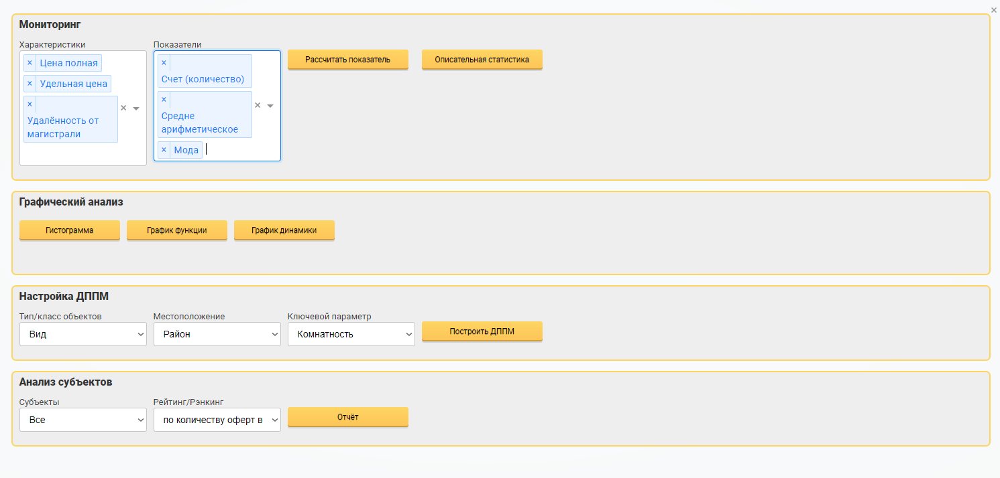 Мониторинг
Характеристики
× Цена полная
× Удельная цена
×
Удалённость от
магистрали
Показатели
×
Счет (количество)
×
Средне
арифметическое
× Мода
Рассчитать показатель
Описательная статистика
Графический анализ
Гистограмма
График функции
График динамики
Настройка ДППМ
Тип/класс объектов
Вид
Местоположение
Район
Ключевой параметр
Комнатность
Построить ДППМ
Анализ субъектов
Субъекты
Все
Рейтинг/Рэнкинг
по количеству оферт в
Отчёт